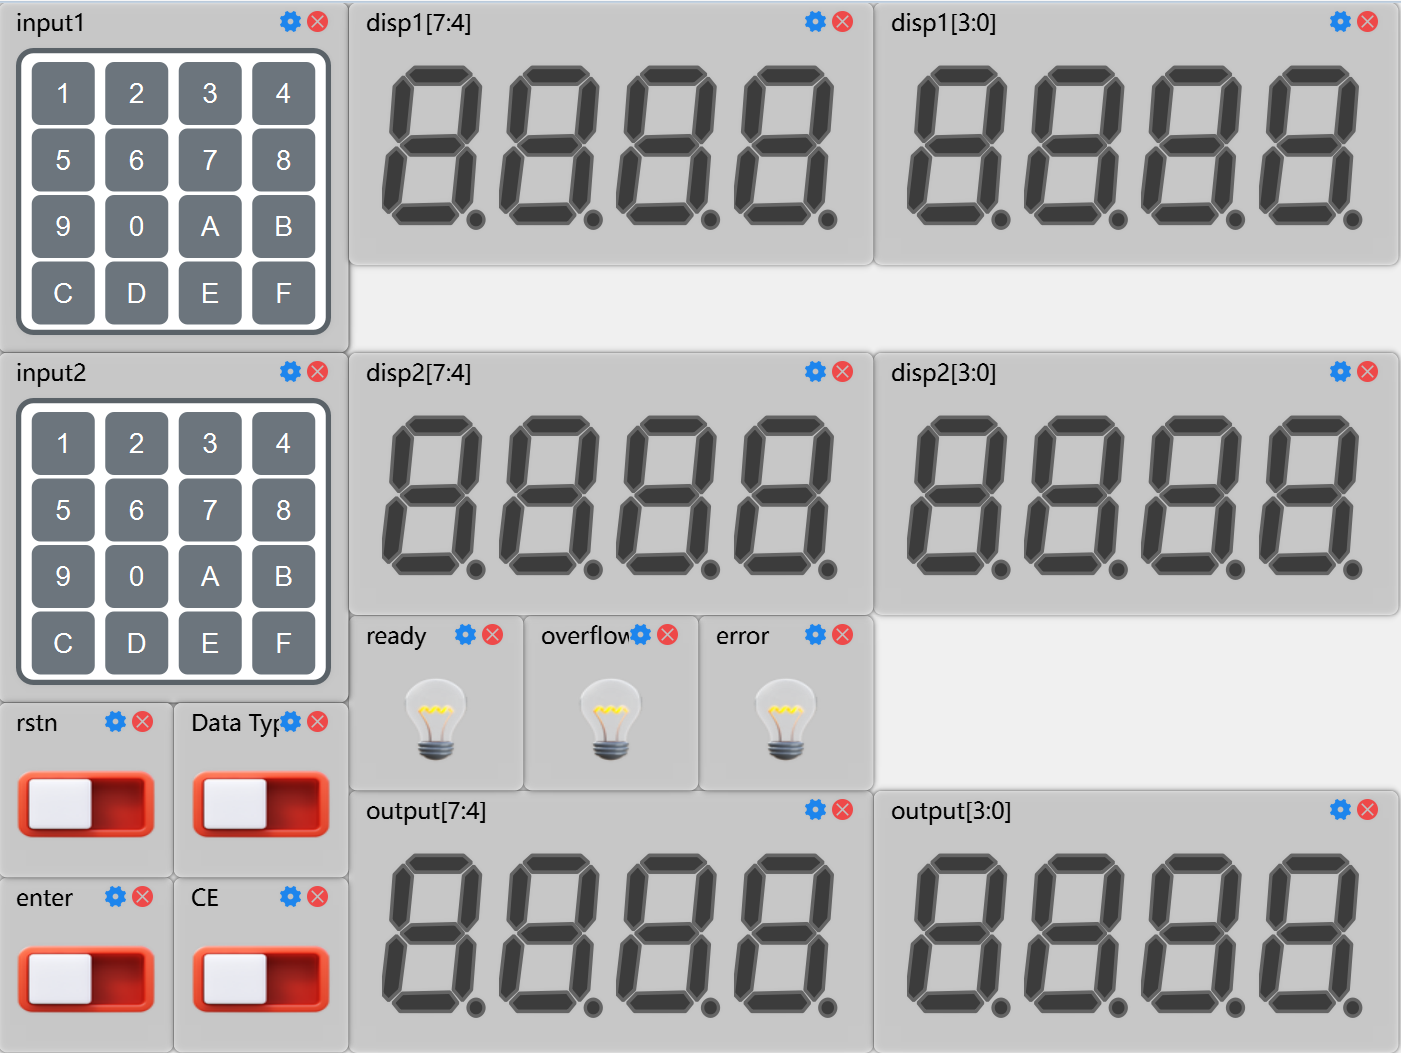 input1
disp1[7:4]
disp1[3:0]
1 2 3 4
5 6 7 8
9 0 A B
C D E F
input2
disp2[7:4]
disp2[3:0]
1 2 3 4
5 6 7 8
9 0 A B
C D E F
ready
overflow
error
rstn
Data Typ
output[7:4]
output[3:0]
enter
CE